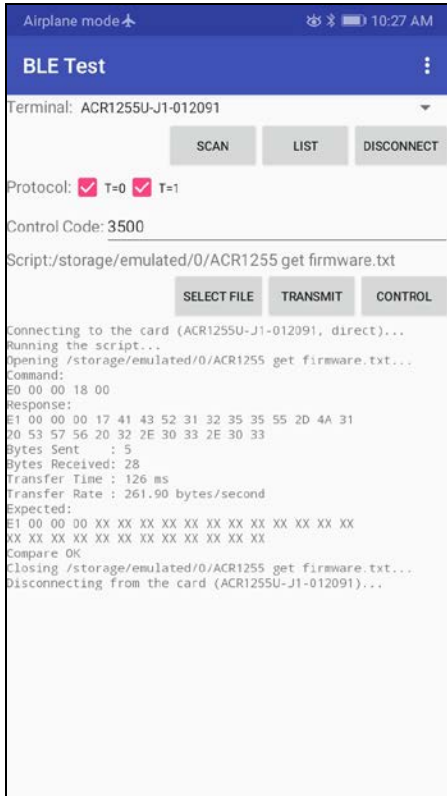 Airplane mode 10:27 AM
BLE Test
Terminal: ACR1255U-J1-012091
SCAN LIST DISCONNECT
Protocol: T=0 T=1
Control Code: 3500
Script:/storage/emulated/0/ACR1255 get firmware.txt
SELECT FILE TRANSMIT CONTROL
Connecting to the card (ACR1255U-J1-012091, direct)...
Running the script...
Opening /storage/emulated/0/ACR1255 get firmware.txt...
Command:
E0 00 00 18 00
Response:
E1 00 00 00 17 41 43 52 31 32 35 35 55 2D 4A 31
20 53 57 56 20 32 2E 30 33 2E 30 33
Bytes Sent : 5
Bytes Received: 28
Transfer Time : 126 ms
Transfer Rate : 261.90 bytes/second
Expected:
E1 00 00 00 XX XX XX XX XX XX XX XX XX XX XX XX
XX XX XX XX XX XX XX XX XX XX XX XX
Compare OK
Closing /storage/emulated/0/ACR1255 get firmware.txt...
Disconnecting from the card (ACR1255U-J1-012091)...